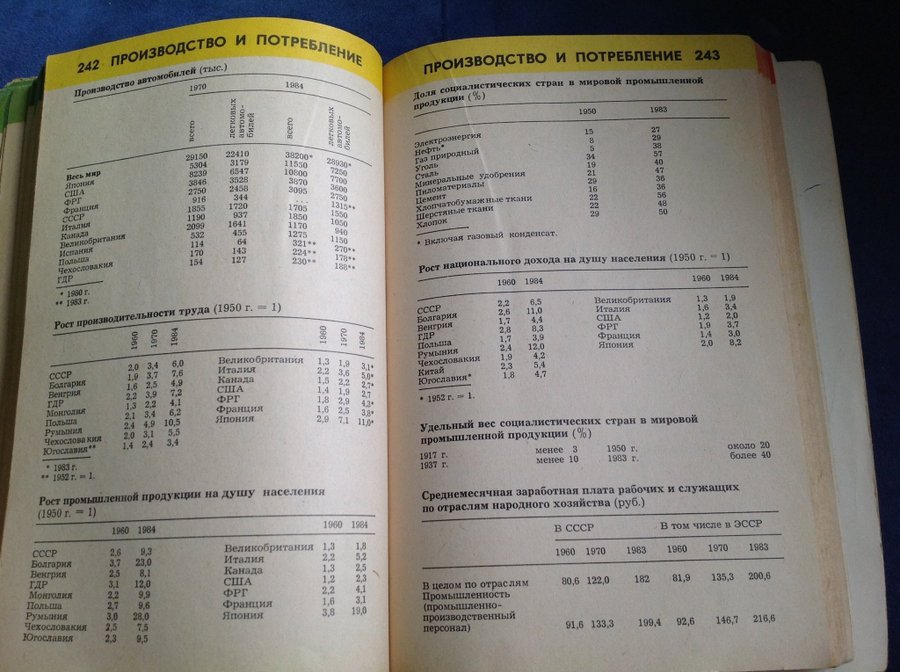 242 ПРОИЗВОДСТВО И ПОТРЕБЛЕНИЕ
Производство автомобилей (тыс.)
1970 1984
всего легковых автомо-билей всего легковых автомо-билей
Весь мир 29150 22410 38200* 28930*
Япония 5304 3179 11550 7250
США 8239 6547 10800 7700
ФРГ 3846 3528 3870 3600
Франция 2750 2458 3095 2750
СССР 916 344 ... 1315**
Италия 1855 1720 1705 1550
Канада 1190 937 1850 1050
Великобритания 2099 1641 1170 940
Испания 532 455 1275 1150
Польша 114 64 321** 270**
Чехословакия 170 143 224** 178**
ГДР 154 127 230** 188**
* 1980 г.
** 1983 г.
Рост производительности труда (1950 г. = 1)
1960 1970 1984 1960 1970 1984
СССР 2,0 3,4 6,0 Великобритания 1,3 1,9 3,1*
Болгария 1,9 3,7 7,6 Италия 2,2 3,6 5,0*
Венгрия 1,6 2,5 4,9 Канада 1,5 2,2 2,7*
ГДР 2,2 3,9 7,2 США 1,4 1,9 2,7
Монголия 1,3 2,2 4,1 ФРГ 1,8 2,9 4,2*
Польша 2,1 3,4 6,2 Франция 1,6 2,5 3,8*
Румыния 2,4 4,9 10,5 Япония 2,9 7,1 11,0*
Чехословакия 2,0 3,1 5,5
Югославия** 1,4 2,4 3,4
* 1983 г.
** 1952 г. = 1.
Рост промышленной продукции на душу населения
(1950 г. = 1)
1960 1984 1960 1984
СССР 2,6 9,3 Великобритания 1,3 1,8
Болгария 3,7 23,0 Италия 2,2 5,2
Венгрия 2,5 8,1 Канада 1,3 2,5
ГДР 3,1 12,0 США 1,2 2,3
Монголия 2,2 9,9 ФРГ 2,2 4,1
Польша 2,7 9,6 Франция 1,6 3,1
Румыния 3,0 28,0 Япония 3,8 19,0
Чехословакия 2,5 7,5
Югославия 2,3 9,5
ПРОИЗВОДСТВО И ПОТРЕБЛЕНИЕ 243
Доля социалистических стран в мировой промышленной
продукции (%)
1950 1983
Электроэнергия 15 27
Нефть* 8 29
Газ природный 5 38
Уголь 34 57
Сталь 19 40
Минеральные удобрения 21 47
Пиломатериалы 29 36
Цемент 16 36
Хлопчатобумажные ткани 22 56
Шерстяные ткани 22 48
Хлопок 29 50
* Включая газовый конденсат.
Рост национального дохода на душу населения (1950 г. = 1)
1960 1984 1960 1984
СССР 2,2 6,5 Великобритания 1,3 1,9
Болгария 2,6 11,0 Италия 1,6 3,4
Венгрия 1,7 4,4 США 1,2 2,0
ГДР 2,8 8,3 ФРГ 1,9 3,7
Польша 1,7 3,9 Франция 1,4 3,0
Румыния 2,4 12,0 Япония 2,0 8,2
Чехословакия 1,9 4,2
Китай 2,3 5,4
Югославия* 1,8 4,7
* 1952 г. = 1.
Удельный вес социалистических стран в мировой
промышленной продукции (%)
1917 г. менее 3 1950 г. около 20
1937 г. менее 10 1983 г. более 40
Среднемесячная заработная плата рабочих и служащих
по отраслям народного хозяйства (руб.)
В СССР В том числе в ЭССР
1960 1970 1983 1960 1970 1983
В целом по отраслям 80,6 122,0 182 81,9 135,3 200,6
Промышленность
(промышленно-
производственный
персонал) 91,6 133,3 199,4 92,6 146,7 216,6